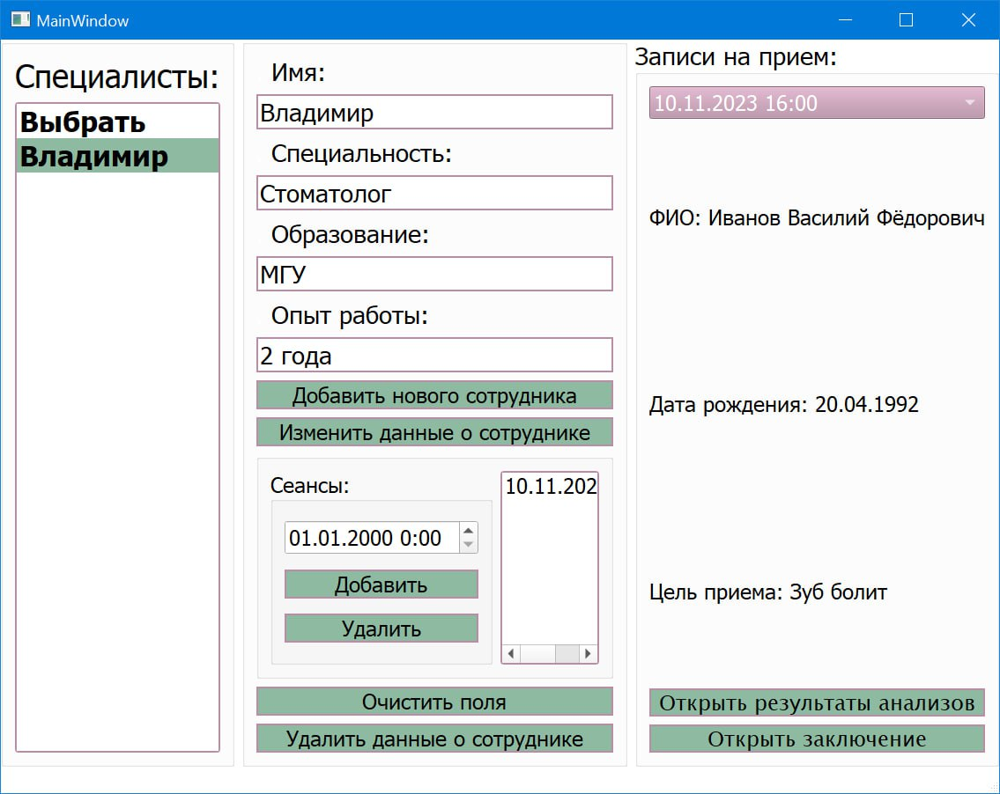 MainWindow
Специалисты:
Выбрать
Владимир
Имя:
Владимир
Специальность:
Стоматолог
Образование:
МГУ
Опыт работы:
2 года
Добавить нового сотрудника
Изменить данные о сотруднике
Сеансы:
01.01.2000 0:00
Добавить
Удалить
10.11.202
Очистить поля
Удалить данные о сотруднике
Записи на прием:
10.11.2023 16:00
ФИО: Иванов Василий Фёдорович
Дата рождения: 20.04.1992
Цель приема: Зуб болит
Открыть результаты анализов
Открыть заключение